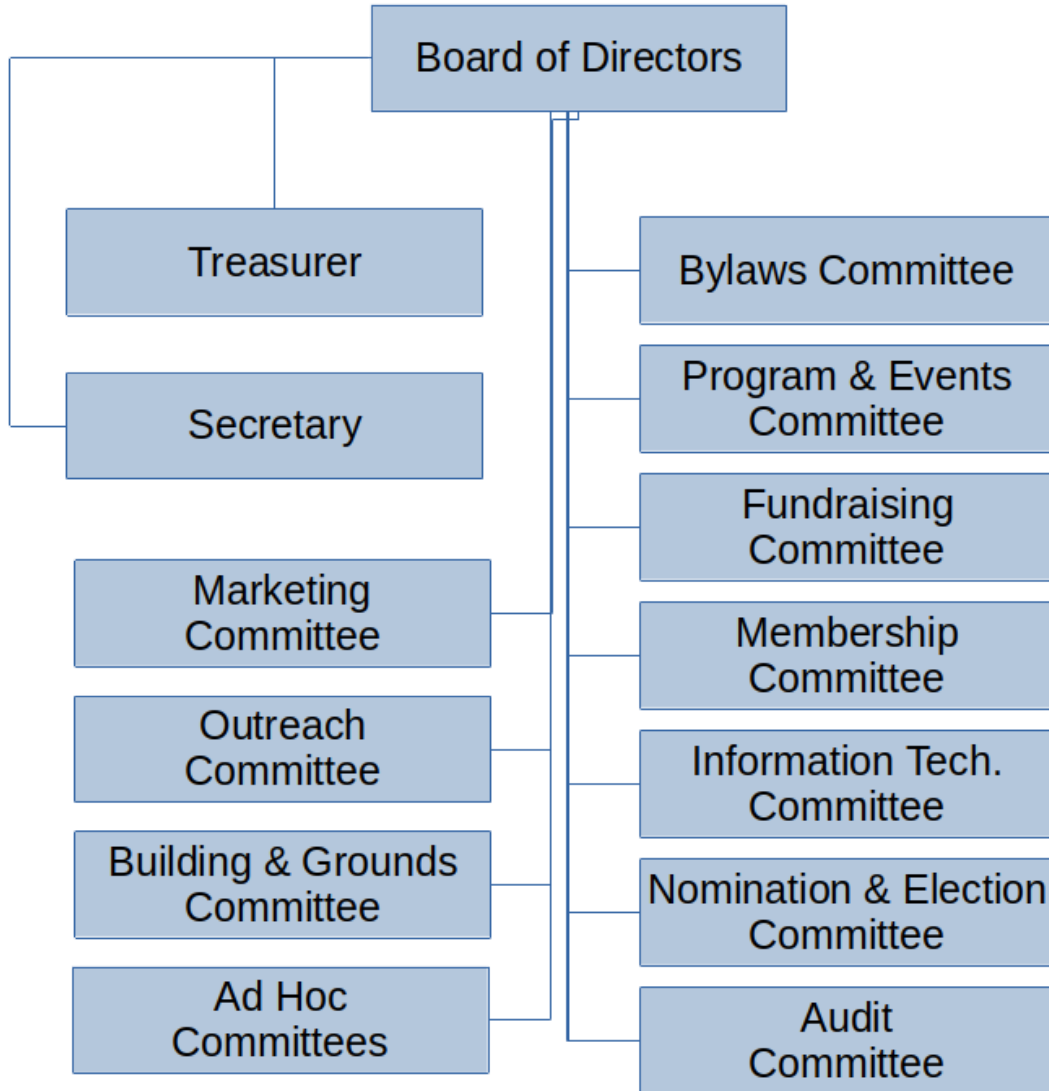 Board of Directors
Treasurer
Secretary
Marketing
Committee
Outreach
Committee
Building & Grounds
Committee
Ad Hoc
Committees
Bylaws Committee
Program & Events
Committee
Fundraising
Committee
Membership
Committee
Information Tech.
Committee
Nomination & Election
Committee
Audit
Committee